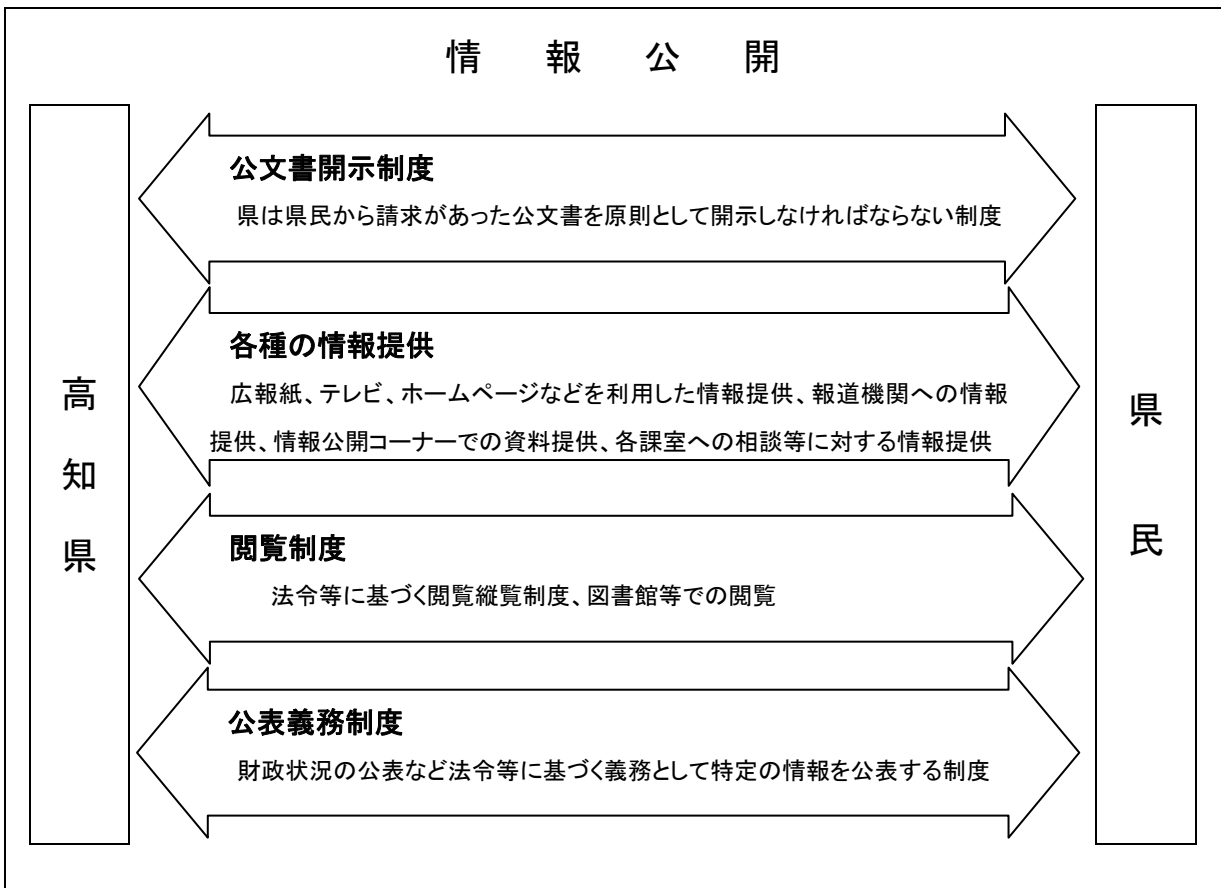 情報公開
高知県
公文書開示制度
県は県民から請求があった公文書を原則として開示しなければならない制度
各種の情報提供
広報紙、テレビ、ホームページなどを利用した情報提供、報道機関への情報
提供、情報公開コーナーでの資料提供、各課室への相談等に対する情報提供
閲覧制度
法令等に基づく閲覧縦覧制度、図書館等での閲覧
公表義務制度
財政状況の公表など法令等に基づく義務として特定の情報を公表する制度
県民